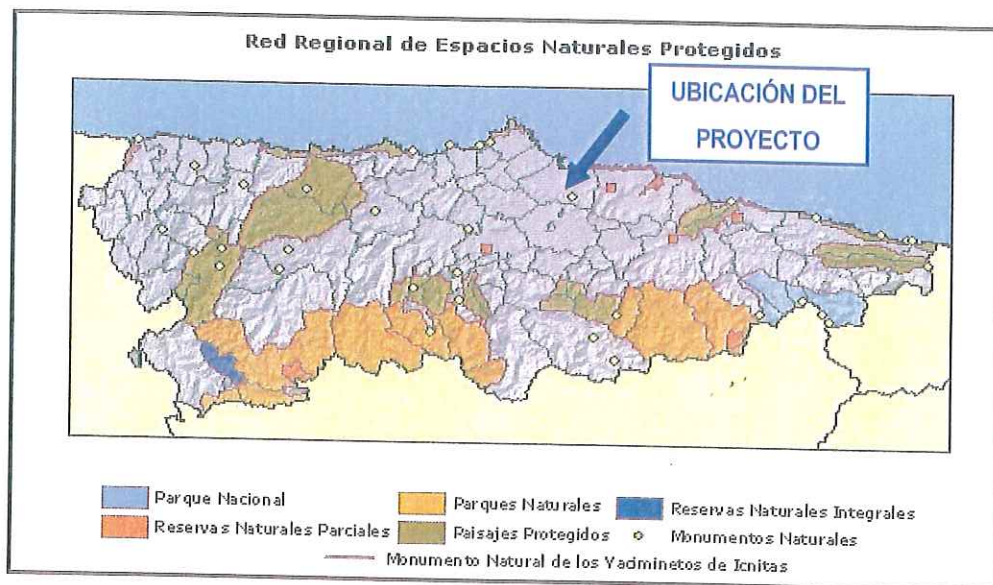 Red Regional de Espacios Naturales Protegidos
UBICACIÓN DEL
PROYECTO
Parque Nacional
Parques Naturales
Reservas Naturales Integrales
Reservas Naturales Parciales
Paisajes Protegidos
Monumentos Naturales
Monumento Natural de los Yaciminetos de Icnitas